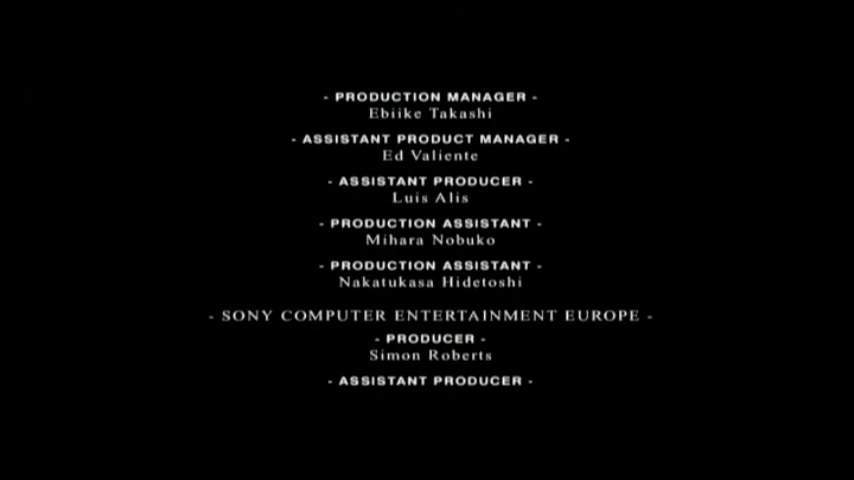 - PRODUCTION MANAGER -
Ebiike Takashi
- ASSISTANT PRODUCT MANAGER -
Ed Valiente
- ASSISTANT PRODUCER -
Luis Alis
- PRODUCTION ASSISTANT -
Mihara Nobuko
- PRODUCTION ASSISTANT -
Nakatukasa Hidetoshi
- SONY COMPUTER ENTERTAINMENT EUROPE -
- PRODUCER -
Simon Roberts
- ASSISTANT PRODUCER -